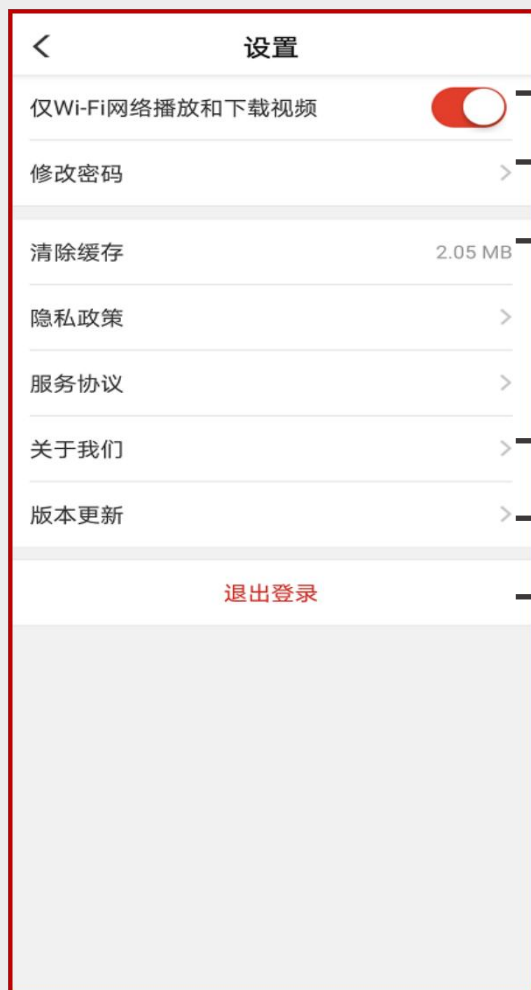 设置
仅Wi-Fi网络播放和下载视频
修改密码
清除缓存 2.05 MB
隐私政策
服务协议
关于我们
版本更新
退出登录